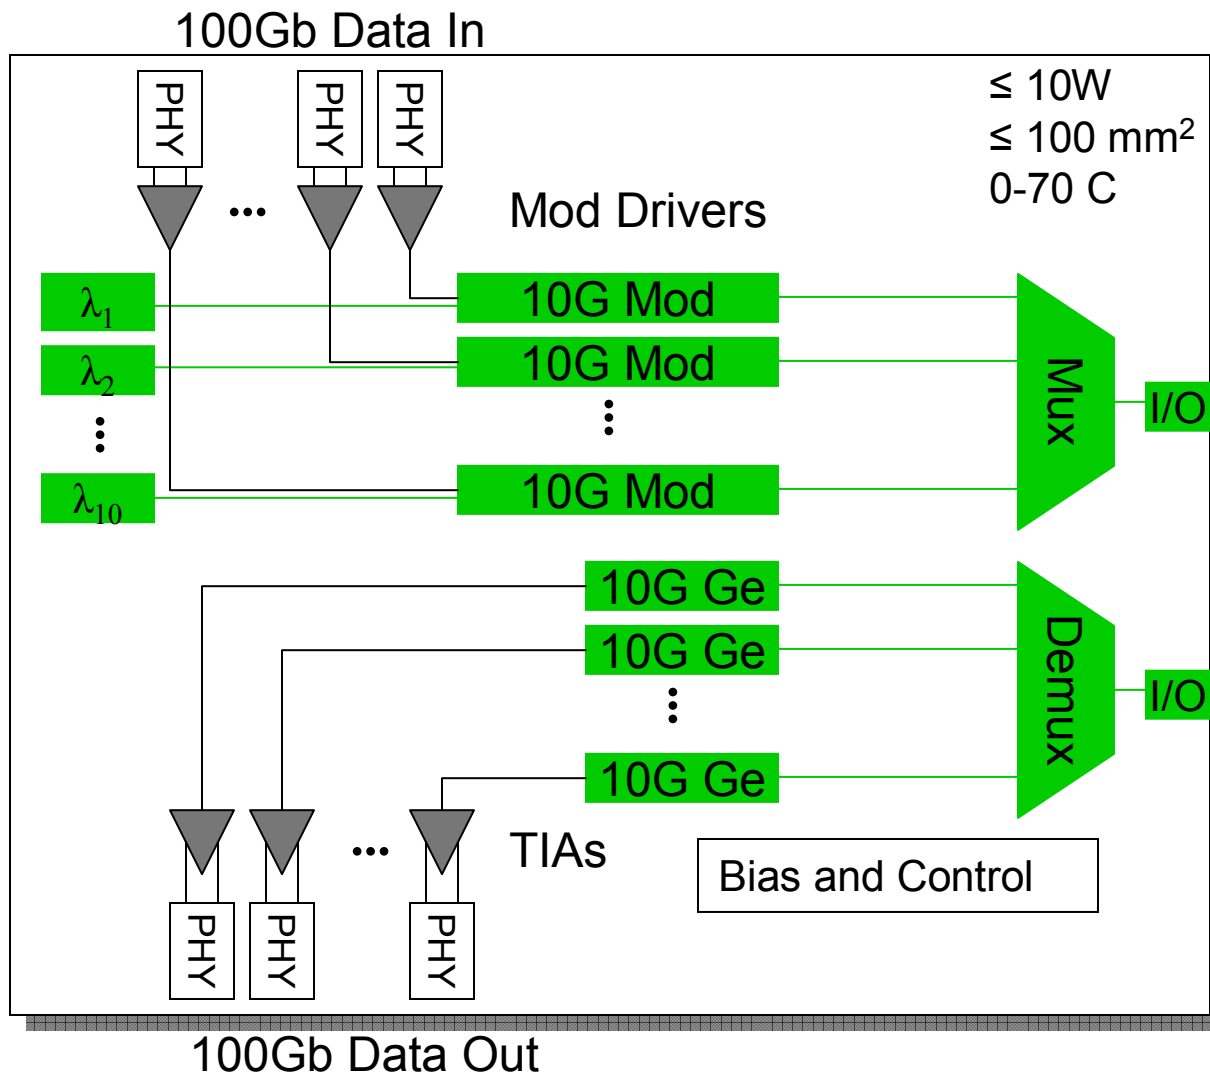 100Gb Data In
PHY
PHY
PHY
≤ 10W
≤ 100 mm²
0-70 C
...
Mod Drivers
λ₁
10G Mod
λ₂
10G Mod
...
...
λ₁₀
10G Mod
Mux
I/O
10G Ge
10G Ge
...
10G Ge
Demux
I/O
...
TIAs
Bias and Control
PHY
PHY
PHY
100Gb Data Out